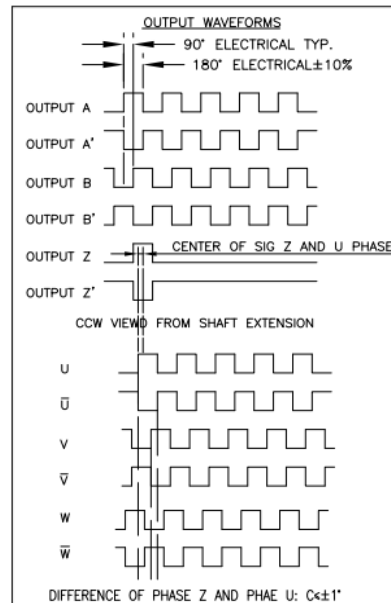 OUTPUT WAVEFORMS
90° ELECTRICAL TYP.
180° ELECTRICAL±10%
OUTPUT A
OUTPUT A'
OUTPUT B
OUTPUT B'
OUTPUT Z
CENTER OF SIG Z AND U PHASE
OUTPUT Z'
CCW VIEWD FROM SHAFT EXTENSION
U
U̅
V
V̅
W
W̅
DIFFERENCE OF PHASE Z AND PHAE U: C≤±1°